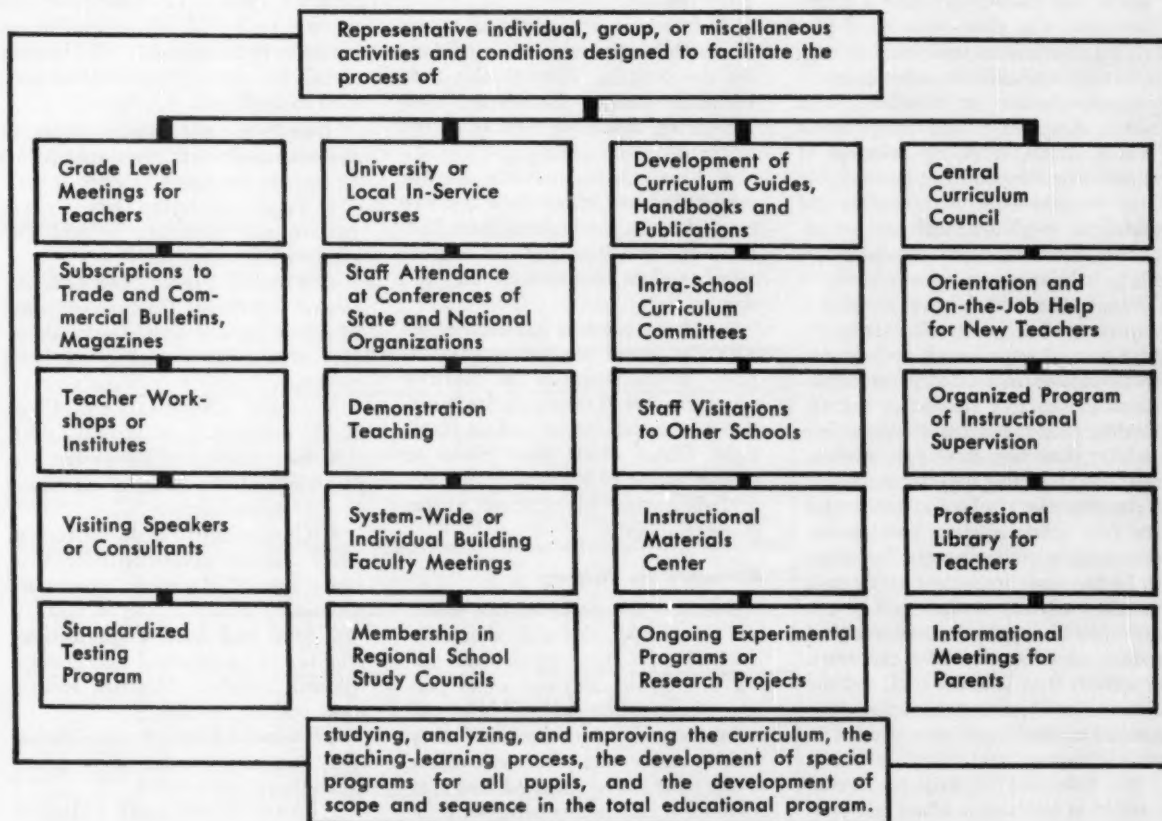 Representative individual, group, or miscellaneous
activities and conditions designed to facilitate the
process of
Grade Level
Meetings for
Teachers
University or
Local In-Service
Courses
Development of
Curriculum Guides,
Handbooks and
Publications
Central
Curriculum
Council
Subscriptions to
Trade and Com-
mercial Bulletins,
Magazines
Staff Attendance
at Conferences of
State and National
Organizations
Intra-School
Curriculum
Committees
Orientation and
On-the-Job Help
for New Teachers
Teacher Work-
shops or
Institutes
Demonstration
Teaching
Staff Visitations
to Other Schools
Organized Program
of Instructional
Supervision
Visiting Speakers
or Consultants
System-Wide or
Individual Building
Faculty Meetings
Instructional
Materials
Center
Professional
Library for
Teachers
Standardized
Testing
Program
Membership in
Regional School
Study Councils
Ongoing Experimental
Programs or
Research Projects
Informational
Meetings for
Parents
studying, analyzing, and improving the curriculum, the
teaching-learning process, the development of special
programs for all pupils, and the development of
scope and sequence in the total educational program.